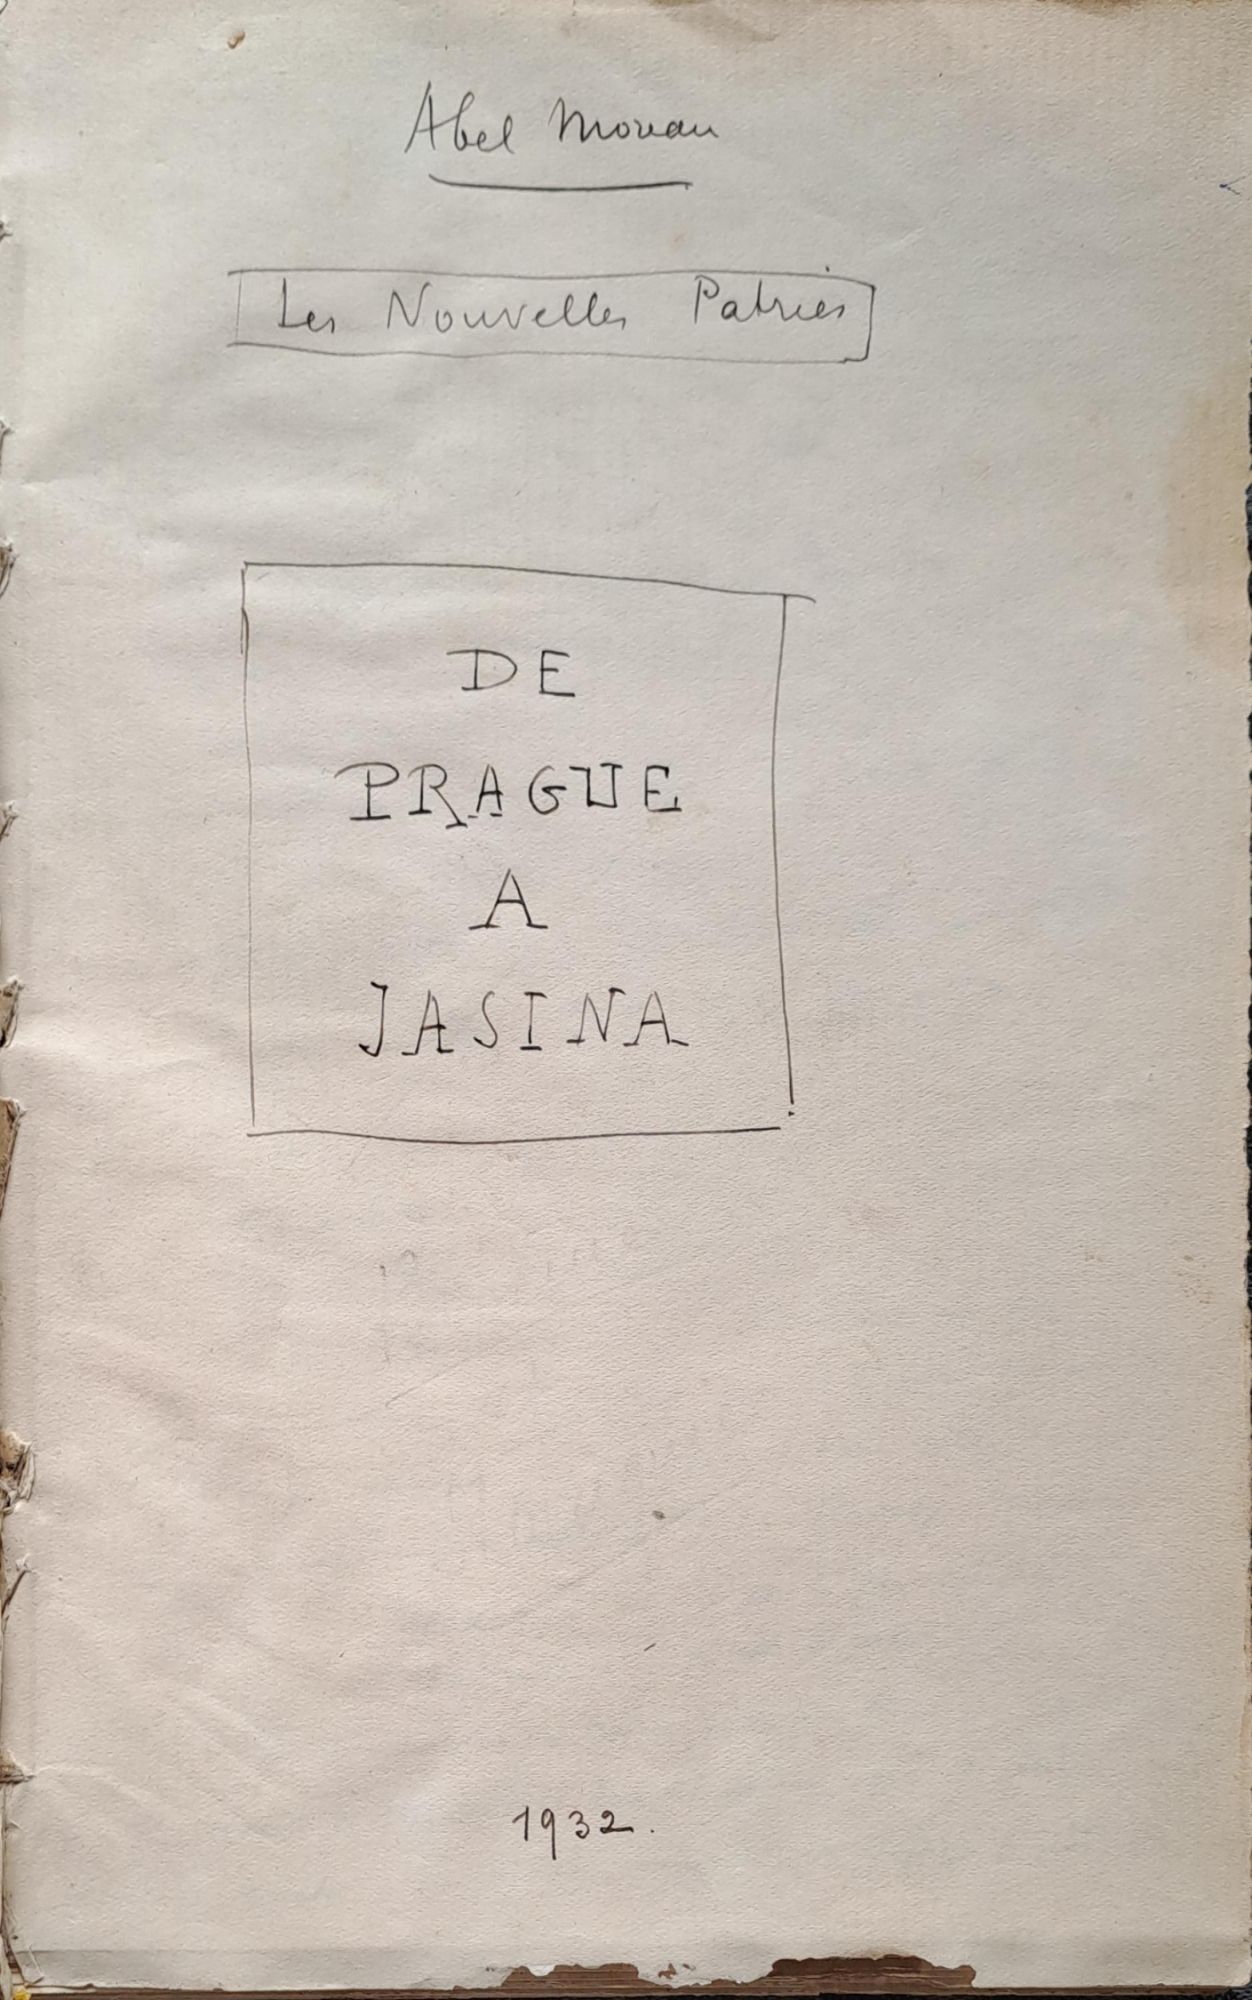 Abel Moreau
Les Nouvelles Patries
DE
PRAGUE
A
JASINA
1932.